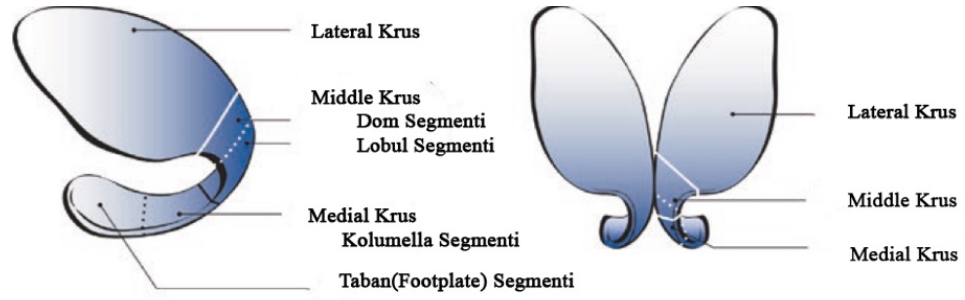 Lateral Krus
Middle Krus
Dom Segmenti
Lobul Segmenti
Medial Krus
Kolumella Segmenti
Taban(Footplate) Segmenti
Lateral Krus
Middle Krus
Medial Krus